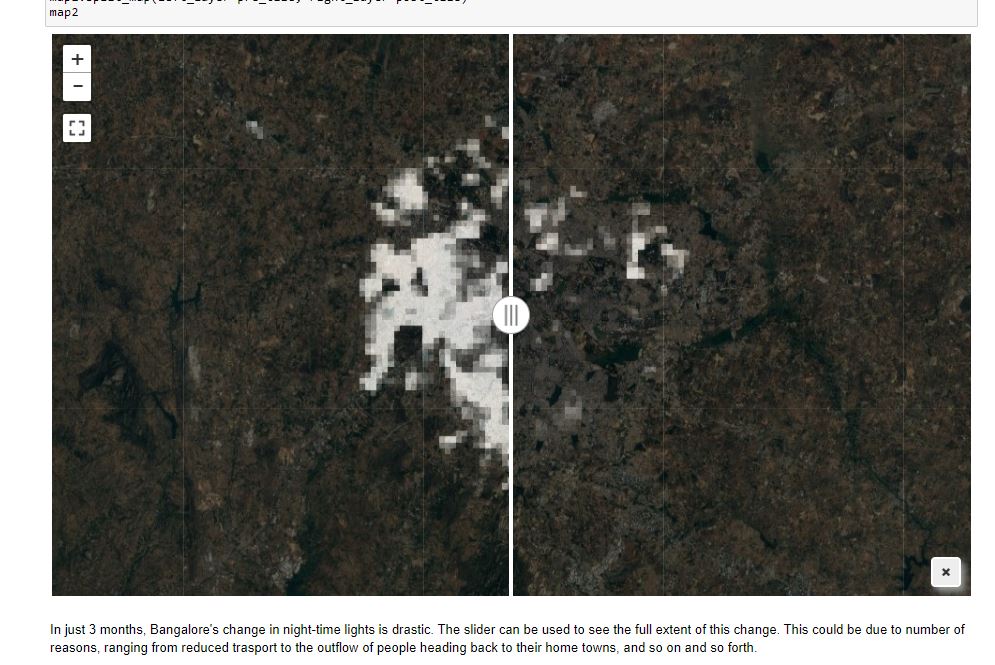 map2
+
−
In just 3 months, Bangalore's change in night-time lights is drastic. The slider can be used to see the full extent of this change. This could be due to number of
reasons, ranging from reduced trasport to the outflow of people heading back to their home towns, and so on and so forth.